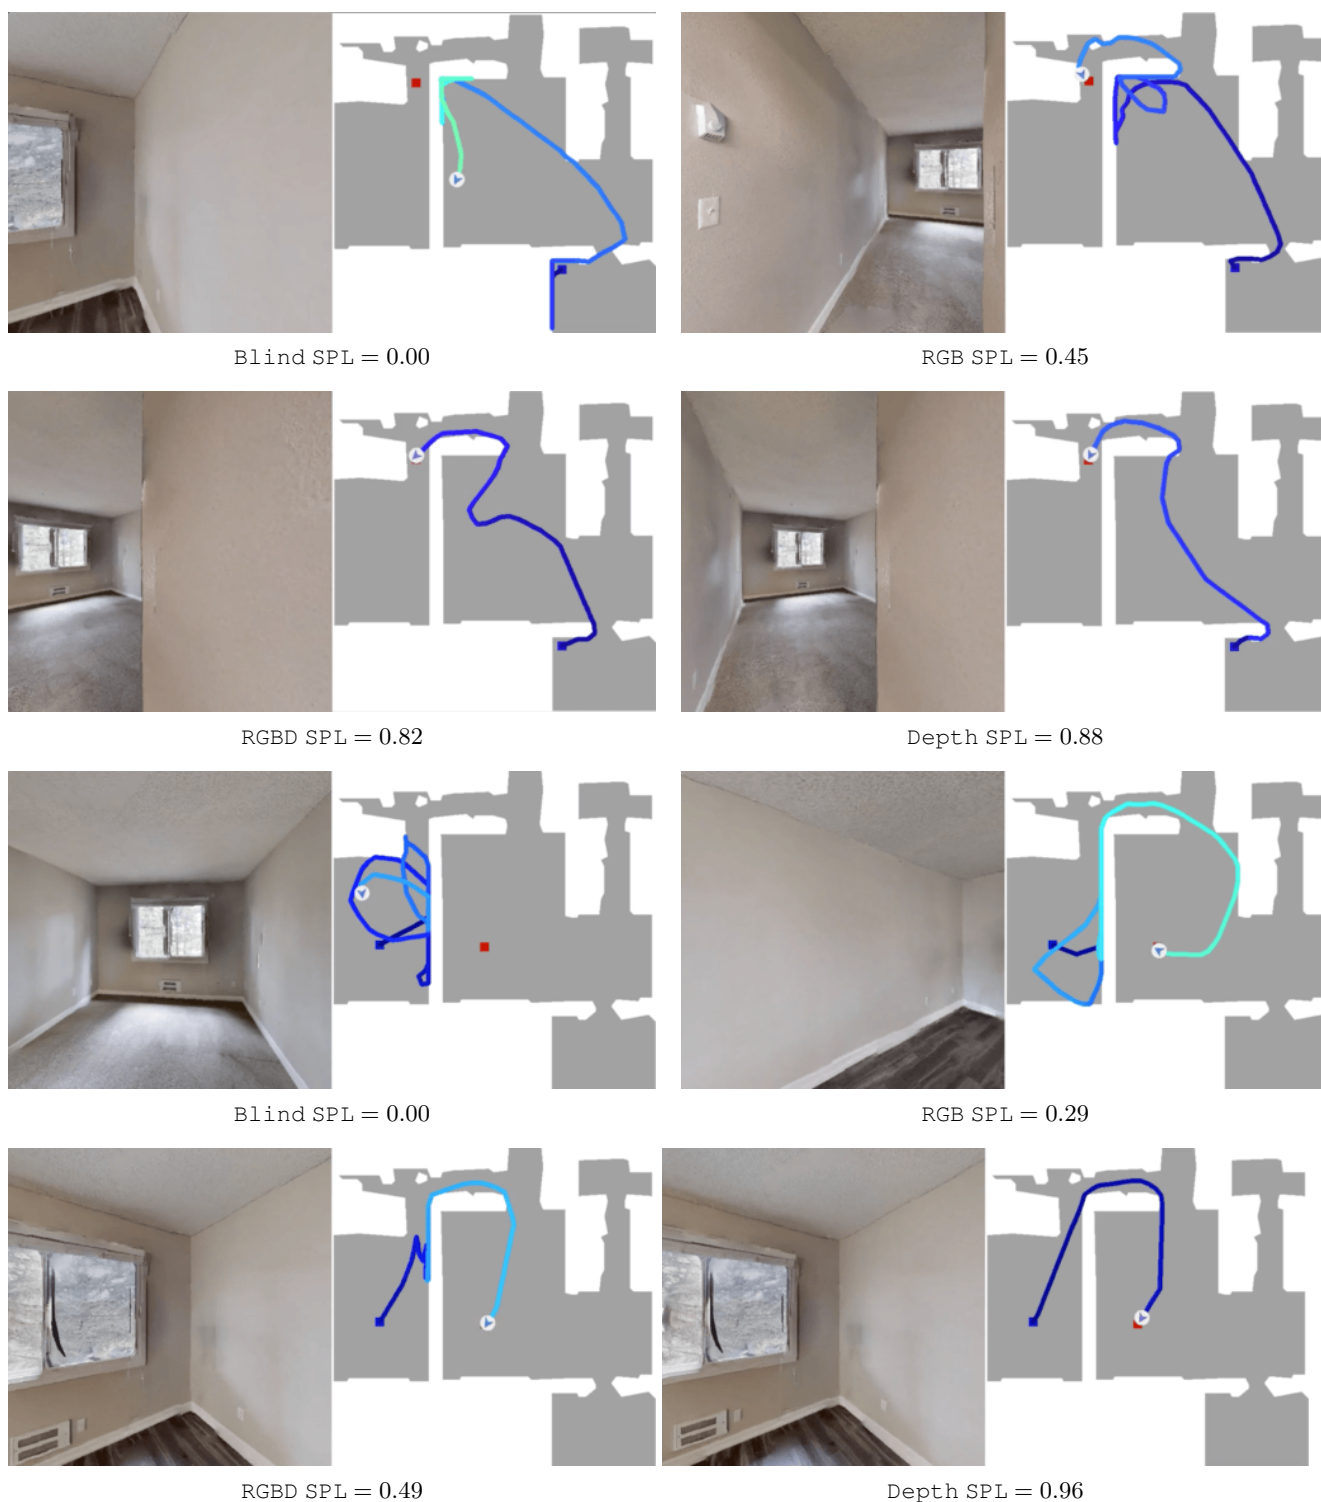 Blind SPL = 0.00
RGB SPL = 0.45
RGBD SPL = 0.82
Depth SPL = 0.88
Blind SPL = 0.00
RGB SPL = 0.29
RGBD SPL = 0.49
Depth SPL = 0.96